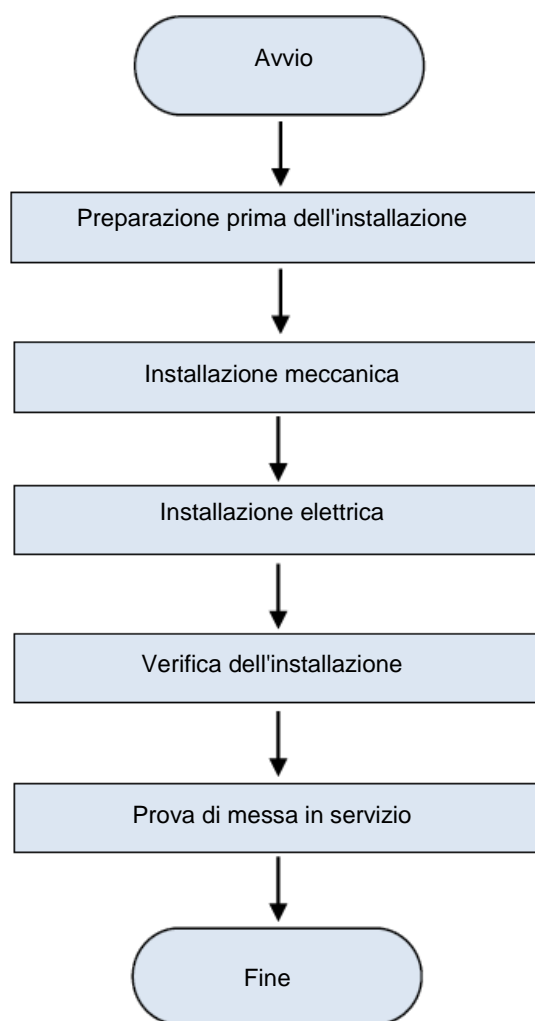 Avvio
Preparazione prima dell'installazione
Installazione meccanica
Installazione elettrica
Verifica dell'installazione
Prova di messa in servizio
Fine